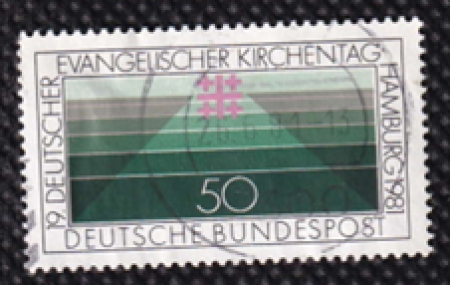 19. DEUTSCHER
EVANGELISCHER KIRCHENTAG
HAMBURG 1981
50
DEUTSCHE BUNDESPOST